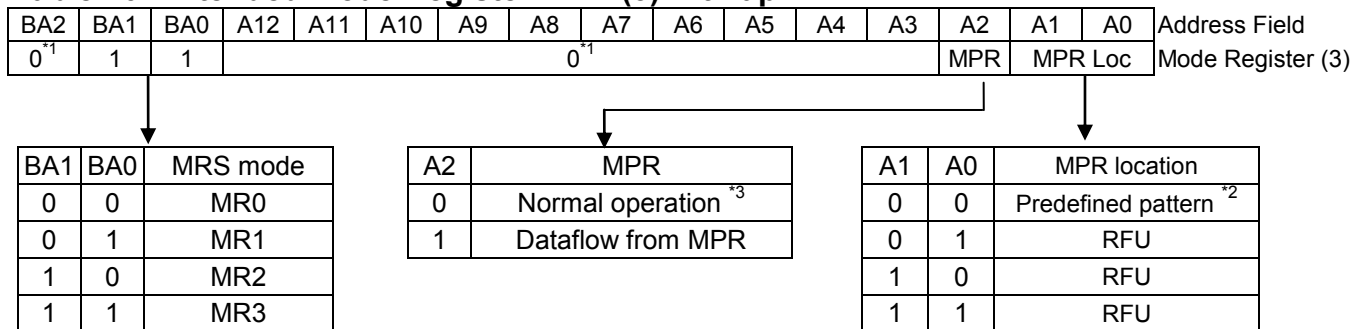 BA2 BA1 BA0 A12 A11 A10 A9 A8 A7 A6 A5 A4 A3 A2 A1 A0 Address Field
0*1 1 1 0*1 MPR MPR Loc Mode Register (3)
BA1 BA0 MRS mode
0 0 MR0
0 1 MR1
1 0 MR2
1 1 MR3
A2 MPR
0 Normal operation *3
1 Dataflow from MPR
A1 A0 MPR location
0 0 Predefined pattern *2
0 1 RFU
1 0 RFU
1 1 RFU